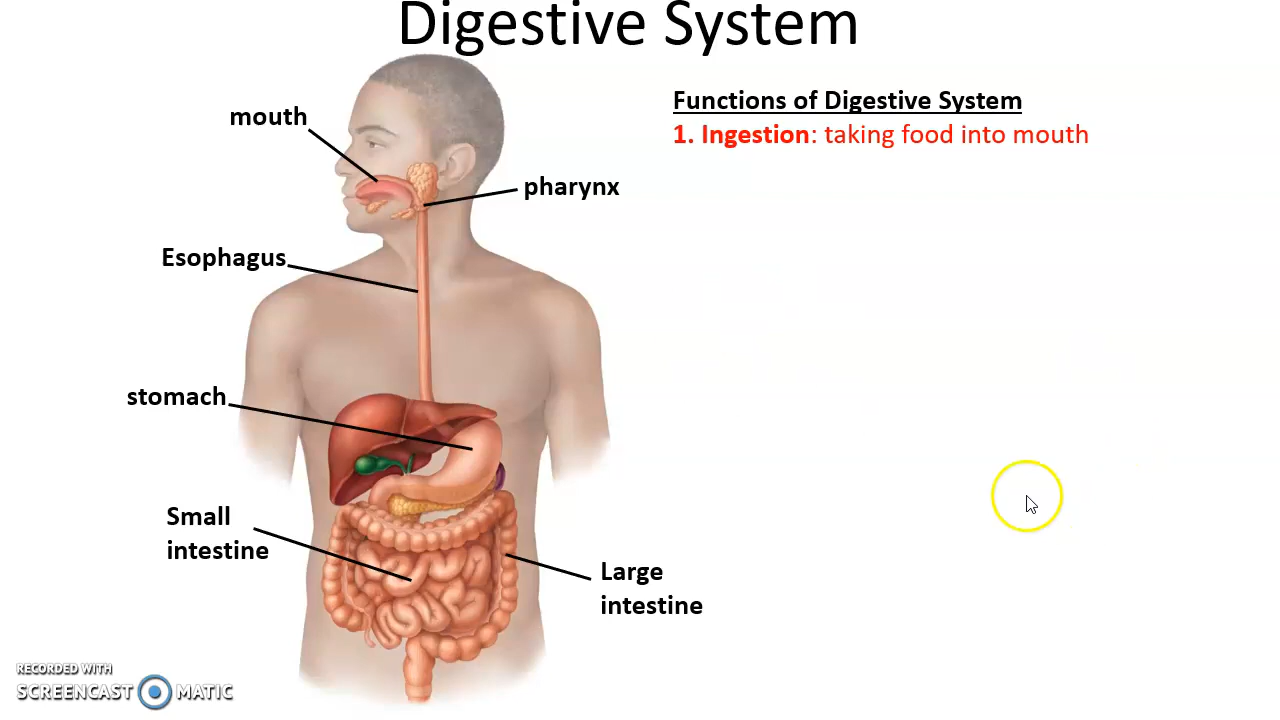 Digestive System
mouth
pharynx
Esophagus
stomach
Small
intestine
Large
intestine
Functions of Digestive System
1. Ingestion: taking food into mouth
RECORDED WITH
SCREENCAST MATIC